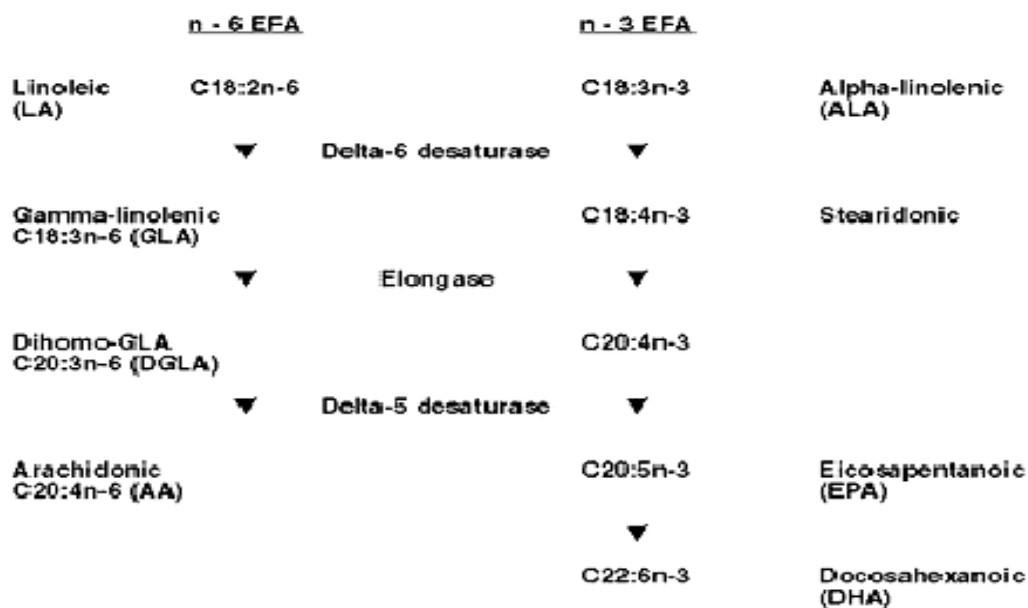 n - 6 EFA n - 3 EFA
Linoleic C18:2n-6 C18:3n-3 Alpha-linolenic
(LA) (ALA)
Delta-6 desaturase
Gamma-linolenic C18:4n-3 Stearidonic
C18:3n-6 (GLA)
Elongase
Dihomo-GLA C20:4n-3
C20:3n-6 (DGLA)
Delta-5 desaturase
Arachidonic C20:5n-3 Eicosapentanoic
C20:4n-6 (AA) (EPA)
C22:6n-3 Docosahexanoic
(DHA)